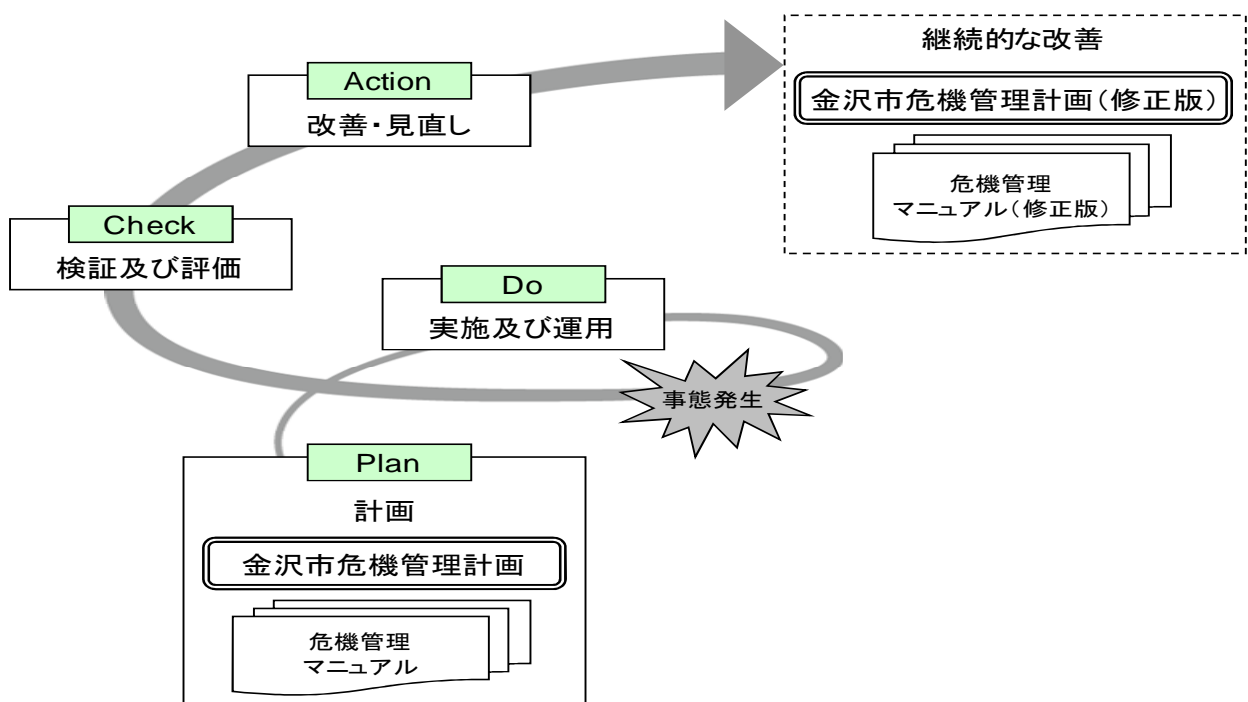 継続的な改善
金沢市危機管理計画（修正版）
危機管理
マニュアル（修正版）
Action
改善・見直し
Check
検証及び評価
Do
実施及び運用
事態発生
Plan
計画
金沢市危機管理計画
危機管理
マニュアル